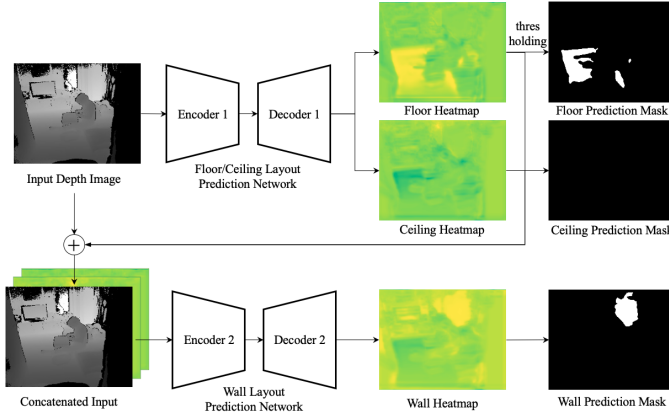 thres
holding
Encoder 1
Decoder 1
Floor Heatmap
Floor Prediction Mask
Input Depth Image
Floor/Ceiling Layout
Prediction Network
Ceiling Heatmap
Ceiling Prediction Mask
+
Encoder 2
Decoder 2
Concatenated Input
Wall Layout
Prediction Network
Wall Heatmap
Wall Prediction Mask